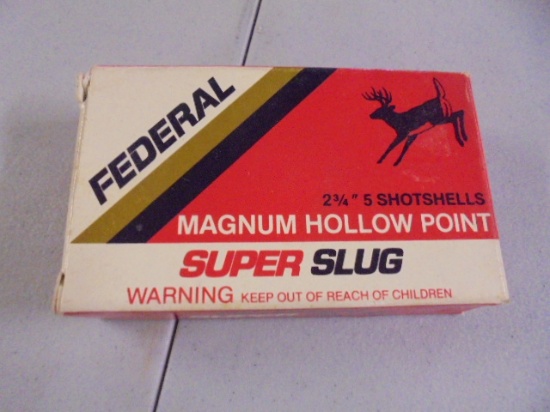 FEDERAL
2¾" 5 SHOTSHELLS
MAGNUM HOLLOW POINT
SUPER SLUG
WARNING KEEP OUT OF REACH OF CHILDREN